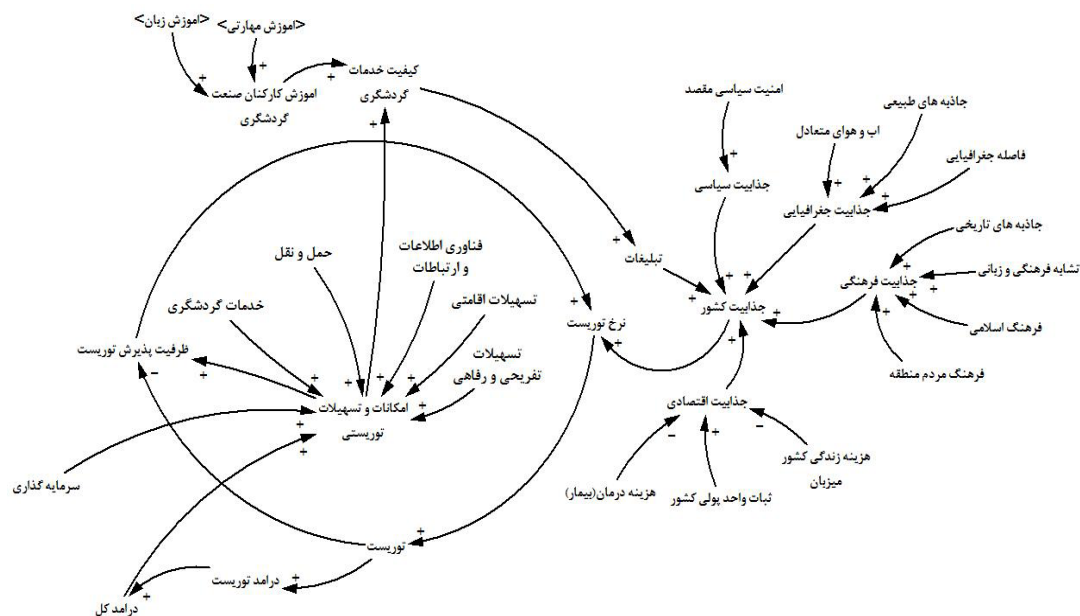 <اموزش زبان>
<اموزش مهارتی>
کیفیت خدمات
گردشگری
اموزش کارکنان صنعت
گردشگری
امنیت سیاسی مقصد
جاذبه های طبیعی
اب و هوای متعادل
فاصله جغرافیایی
جذابیت سیاسی
جذابیت جغرافیایی
جاذبه های تاریخی
تشابه فرهنگی و زبانی
جذابیت فرهنگی
فرهنگ اسلامی
فرهنگ مردم منطقه
تبلیغات
جذابیت کشور
نرخ توریست
فناوری اطلاعات
و ارتباطات
حمل و نقل
تسهیلات اقامتی
خدمات گردشگری
تسهیلات
تفریحی و رفاهی
ظرفیت پذیرش توریست
امکانات و تسهیلات
توریستی
جذابیت اقتصادی
هزینه زندگی کشور
میزبان
ثبات واحد پولی کشور
هزینه درمان(بیمار)
سرمایه گذاری
توریست
درامد توریست
درامد کل